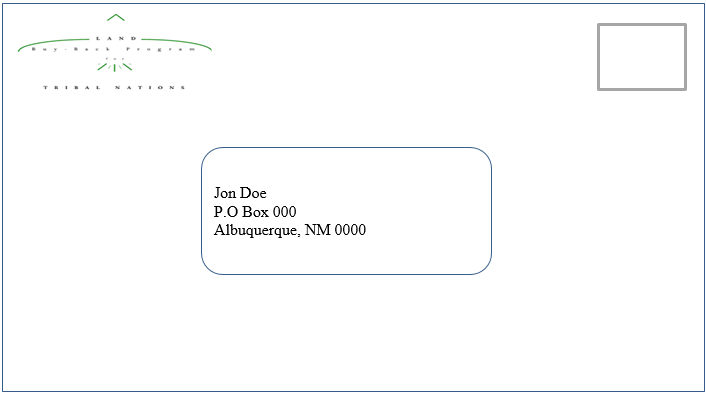 LAND
Buy-Back Program
for
TRIBAL NATIONS
Jon Doe
P.O Box 000
Albuquerque, NM 0000